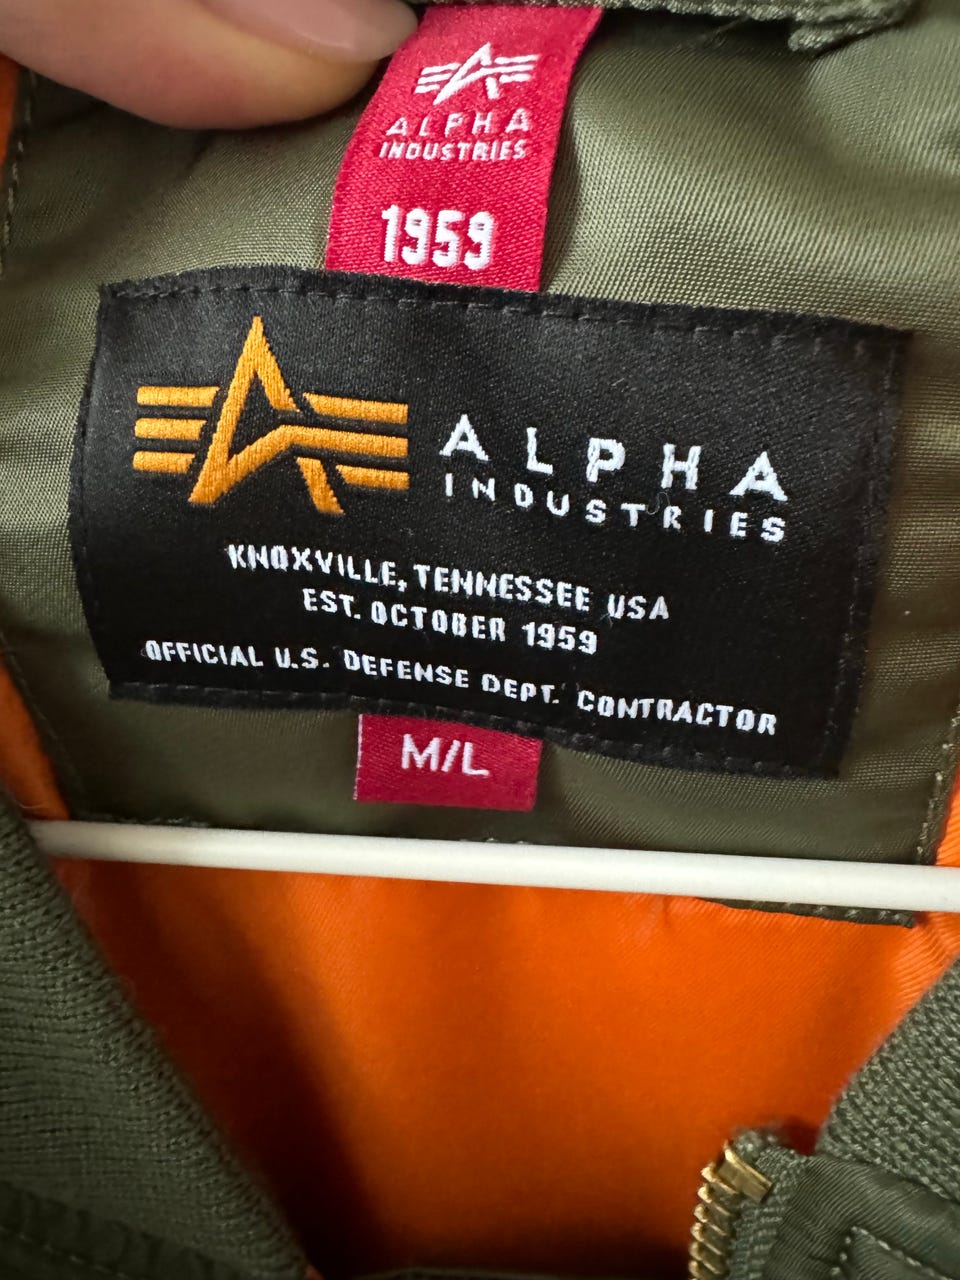 ALPHA
INDUSTRIES
1959
ALPHA
INDUSTRIES
KNOXVILLE, TENNESSEE USA
EST. OCTOBER 1959
OFFICIAL U.S. DEFENSE DEPT. CONTRACTOR
M/L